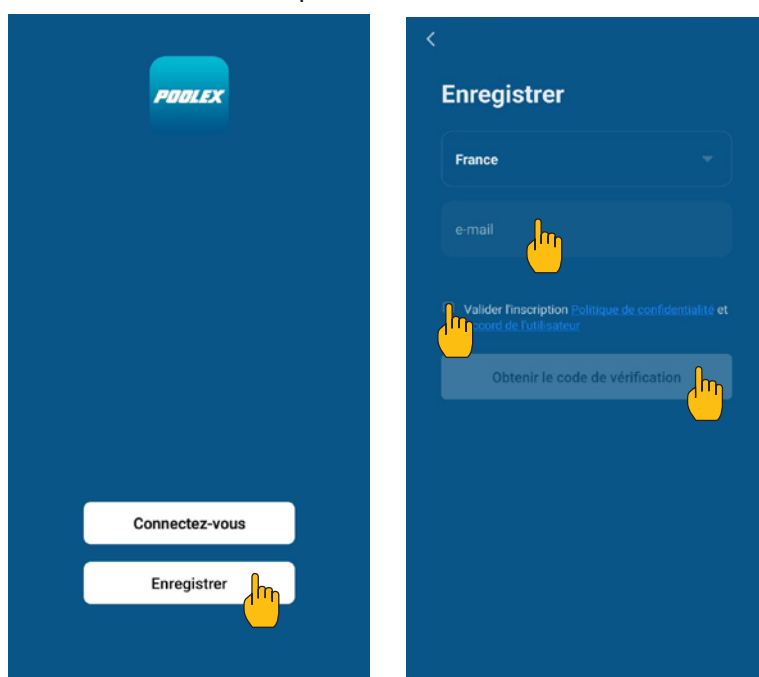 POOLEX
Connectez-vous
Enregistrer
Enregistrer
France
e-mail
Valider l'inscription Politique de confidentialité et
accord de l'utilisateur
Obtenir le code de vérification